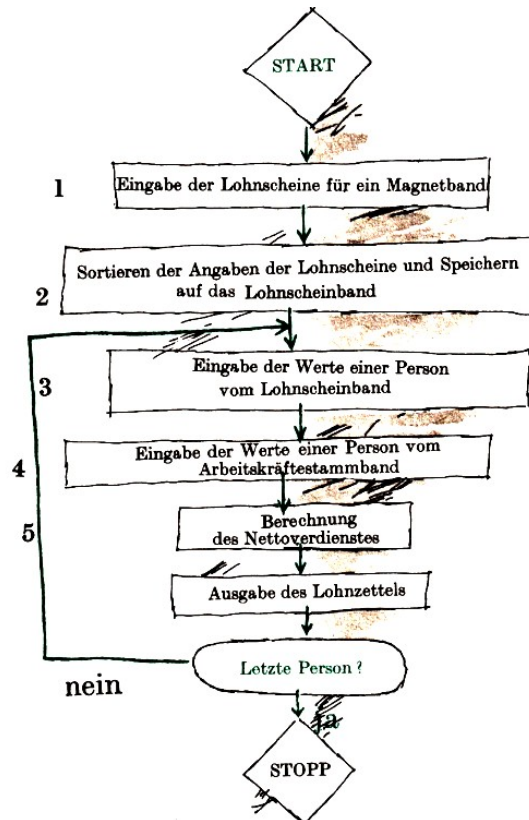 START
1
Eingabe der Lohnscheine für ein Magnetband
Sortieren der Angaben der Lohnscheine und Speichern
2
auf das Lohnscheinband
Eingabe der Werte einer Person
3
vom Lohnscheinband
Eingabe der Werte einer Person vom
4
Arbeitskräftestammband
Berechnung
5
des Nettoverdienstes
Ausgabe des Lohnzettels
Letzte Person?
nein
ja
STOPP